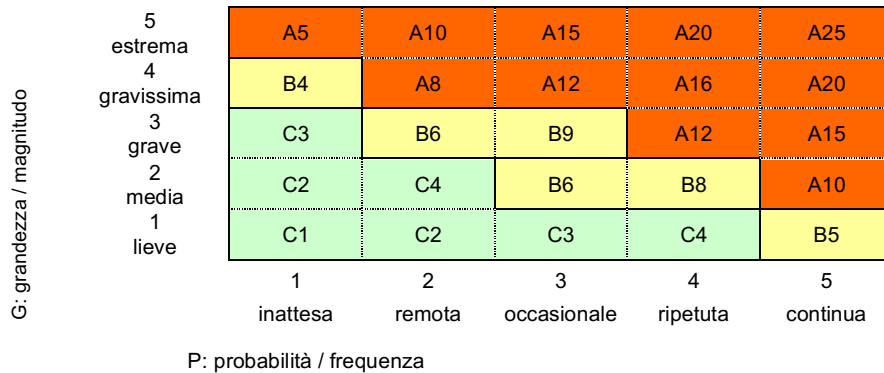 5
estrema
A5 A10 A15 A20 A25
4
gravissima
B4 A8 A12 A16 A20
3
grave
C3 B6 B9 A12 A15
2
media
C2 C4 B6 B8 A10
1
lieve
C1 C2 C3 C4 B5
G: grandezza / magnitudo
1 2 3 4 5
inattesa remota occasionale ripetuta continua
P: probabilità / frequenza